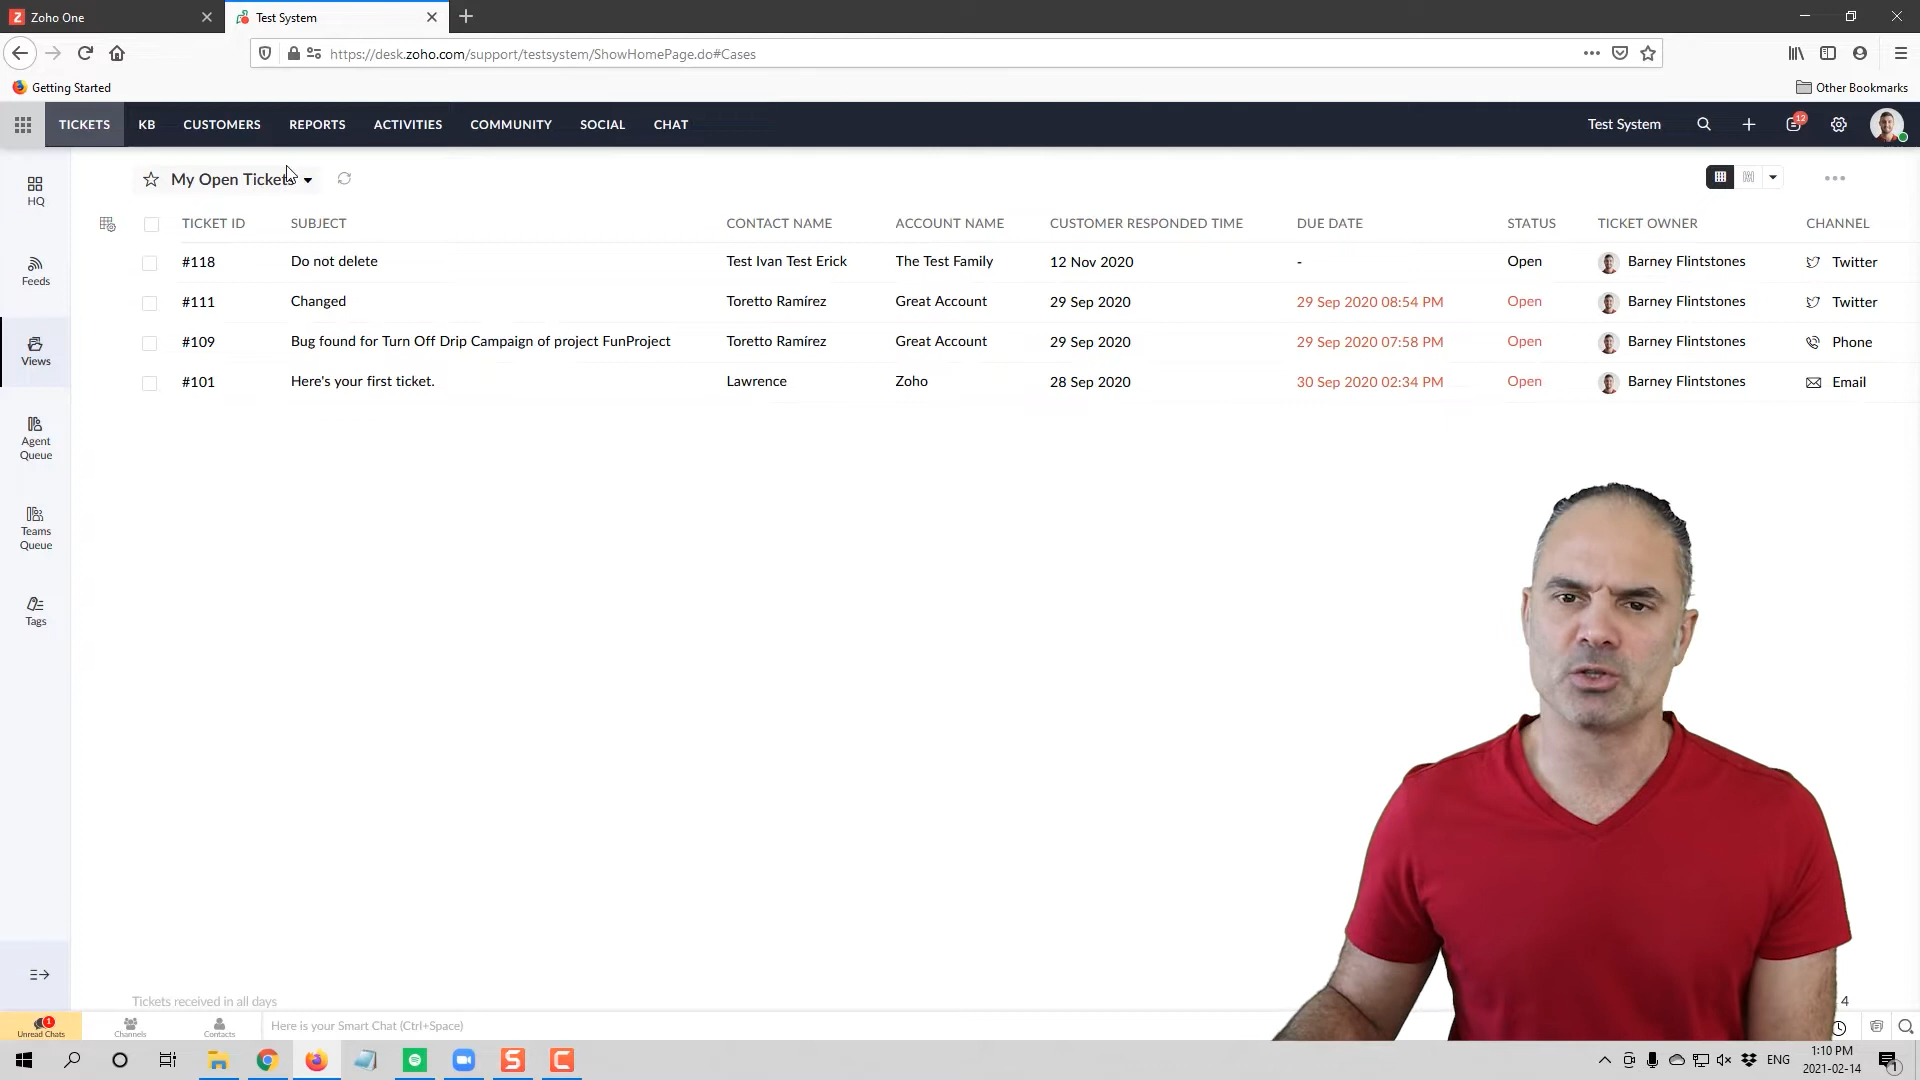 Zoho One
Test System
https://desk.zoho.com/support/testsystem/ShowHomePage.do#Cases
Getting Started
Other Bookmarks
TICKETS KB CUSTOMERS REPORTS ACTIVITIES COMMUNITY SOCIAL CHAT
Test System
12
HQ
Feeds
Views
Agent
Queue
Teams
Queue
Tags
My Open Tickets
TICKET ID SUBJECT CONTACT NAME ACCOUNT NAME CUSTOMER RESPONDED TIME DUE DATE STATUS TICKET OWNER CHANNEL
#118 Do not delete Test Ivan Test Erick The Test Family 12 Nov 2020 - Open Barney Flintstones Twitter
#111 Changed Toretto Ramírez Great Account 29 Sep 2020 29 Sep 2020 08:54 PM Open Barney Flintstones Twitter
#109 Bug found for Turn Off Drip Campaign of project FunProject Toretto Ramírez Great Account 29 Sep 2020 29 Sep 2020 07:58 PM Open Barney Flintstones Phone
#101 Here's your first ticket. Lawrence Zoho 28 Sep 2020 30 Sep 2020 02:34 PM Open Barney Flintstones Email
Tickets received in all days
4
1
Unread Chats Channels Contacts Here is your Smart Chat (Ctrl+Space)
ENG
1:10 PM
2021-02-14
1